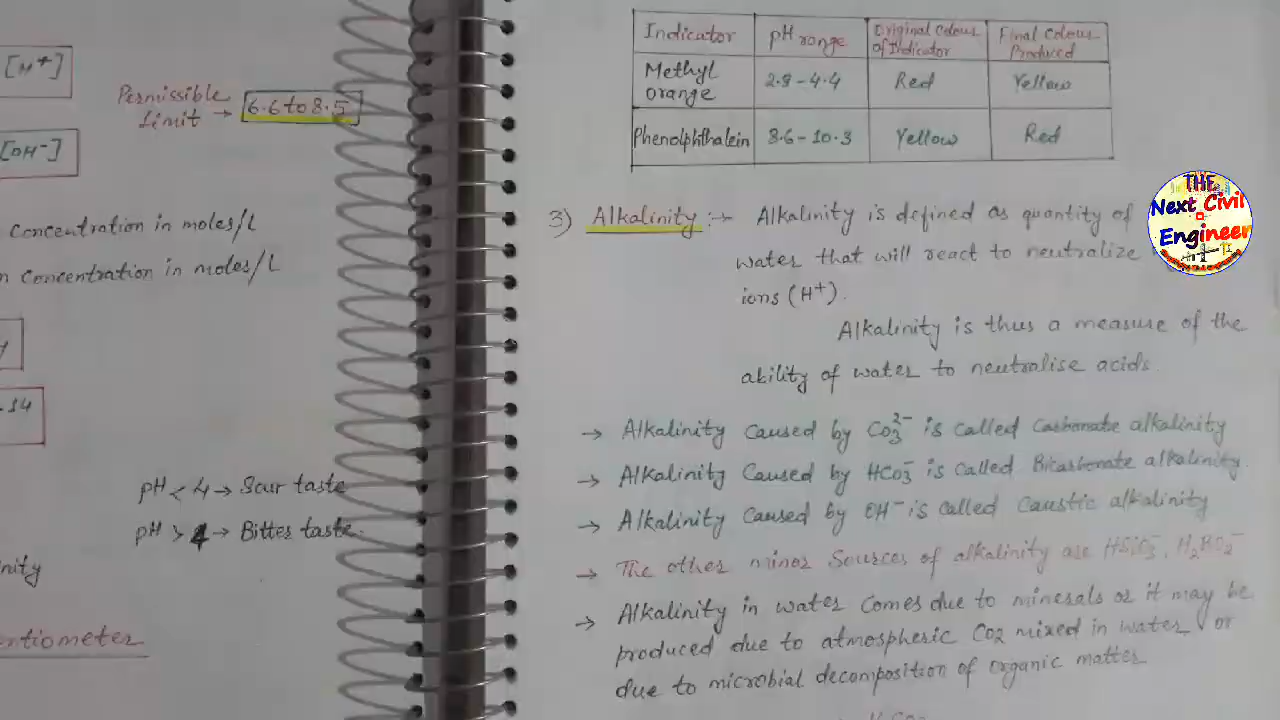 [H+]
Permissible
Limit → 6.6 to 8.5
[OH-]
Concentration in moles/L
n concentration in moles/L
.14
pH < 4 → Sour taste
pH > 4 → Bitter taste.
nity
ntiometer
Indicator | pH range | Original Colour of Indicator | Final Colour Produced
Methyl orange | 2.8-4.4 | Red | Yellow
Phenolphthalein | 8.6-10.3 | Yellow | Red
3) Alkalinity :→ Alkalinity is defined as quantity of
water that will react to neutralize
ions (H+).
Alkalinity is thus a measure of the
ability of water to neutralise acids.
→ Alkalinity caused by CO3^2- is called Carbonate alkalinity
→ Alkalinity Caused by HCO3^- is called Bicarbonate alkalinity.
→ Alkalinity Caused by OH^- is called Caustic alkalinity
→ The other minor Sources of alkalinity are HSiO3^-, H2BO2^-
→ Alkalinity in water comes due to minerals or it may be
produced due to atmospheric CO2 mixed in water or
due to microbial decomposition of organic matter
THE
Next Civil
Engineer